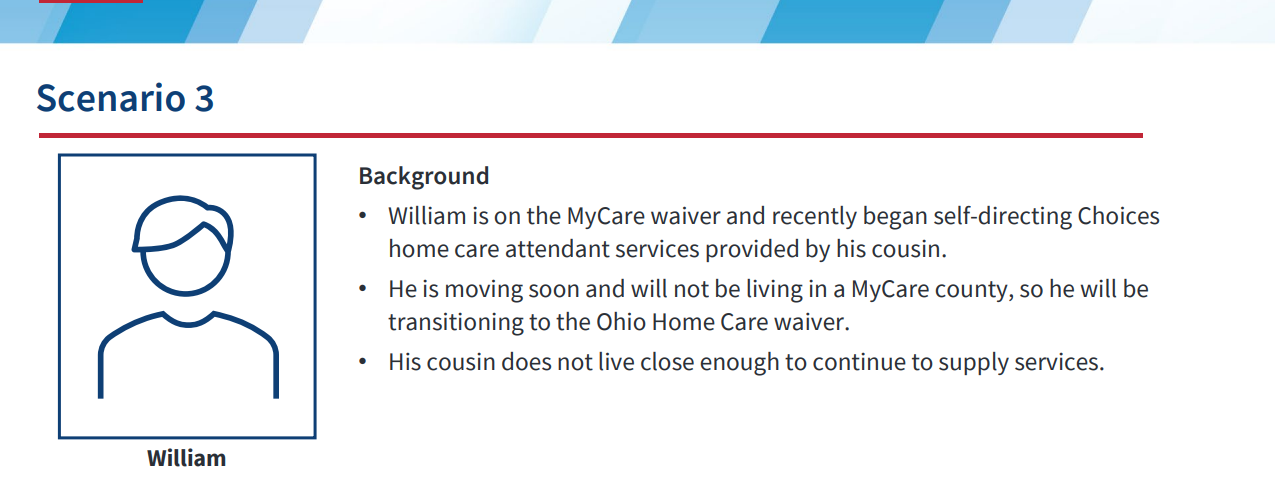 Scenario 3
Background
• William is on the MyCare waiver and recently began self-directing Choices
home care attendant services provided by his cousin.
• He is moving soon and will not be living in a MyCare county, so he will be
transitioning to the Ohio Home Care waiver.
• His cousin does not live close enough to continue to supply services.
William